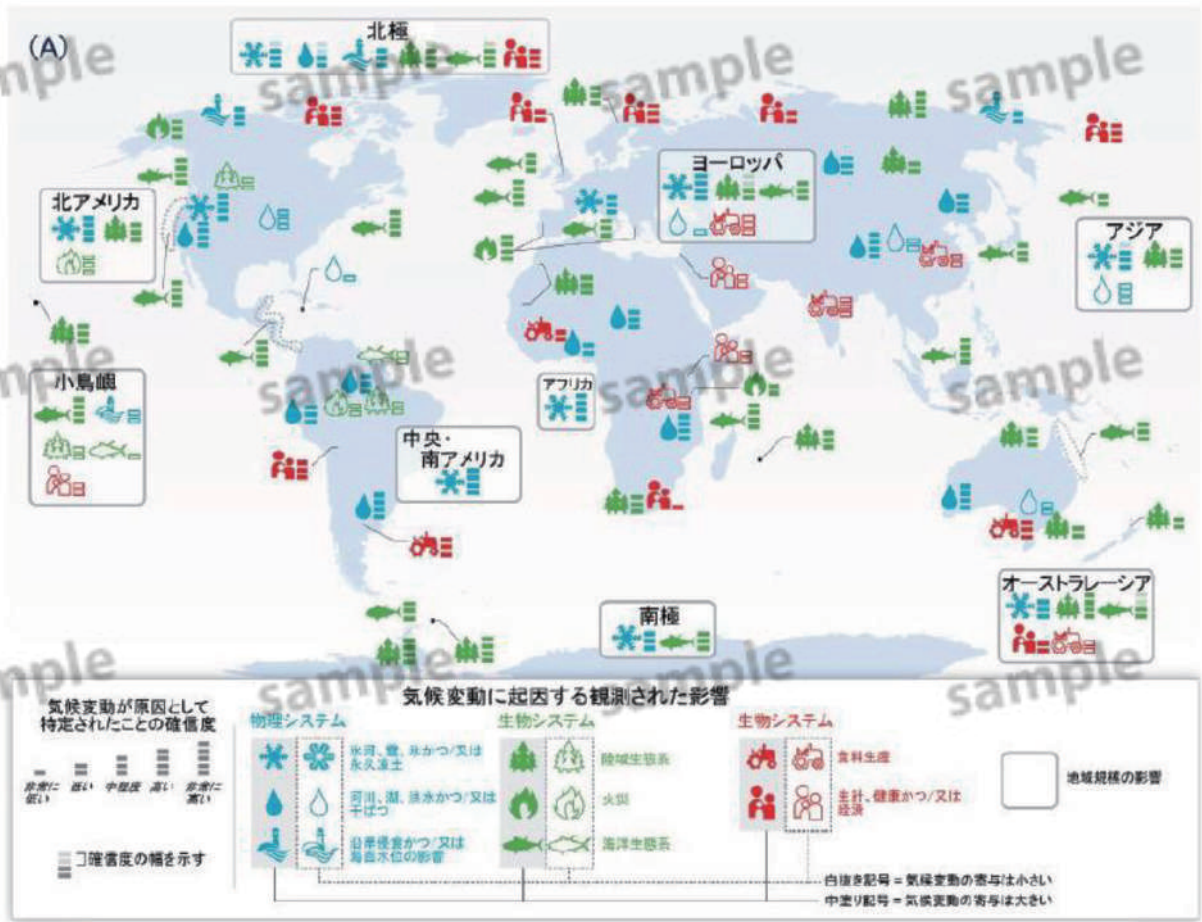 (A)
北極
北アメリカ
ヨーロッパ
アジア
小島嶼
アフリカ
中央・
南アメリカ
南極
オーストラレーシア
sample
sample
sample
sample
sample
sample
sample
sample
sample
気候変動が原因として
特定されたことの確信度
非常に
低い
低い
中程度
高い
非常に
高い
確信度の幅を示す
気候変動に起因する観測された影響
物理システム
氷河、雪、氷かつ/又は
永久凍土
河川、湖、洪水かつ/又は
干ばつ
沿岸侵食かつ/又は
海面水位の影響
生物システム
陸域生態系
火災
海洋生態系
生物システム
食料生産
生計、健康かつ/又は
経済
地域規模の影響
白抜き記号 = 気候変動の寄与は小さい
中塗り記号 = 気候変動の寄与は大きい